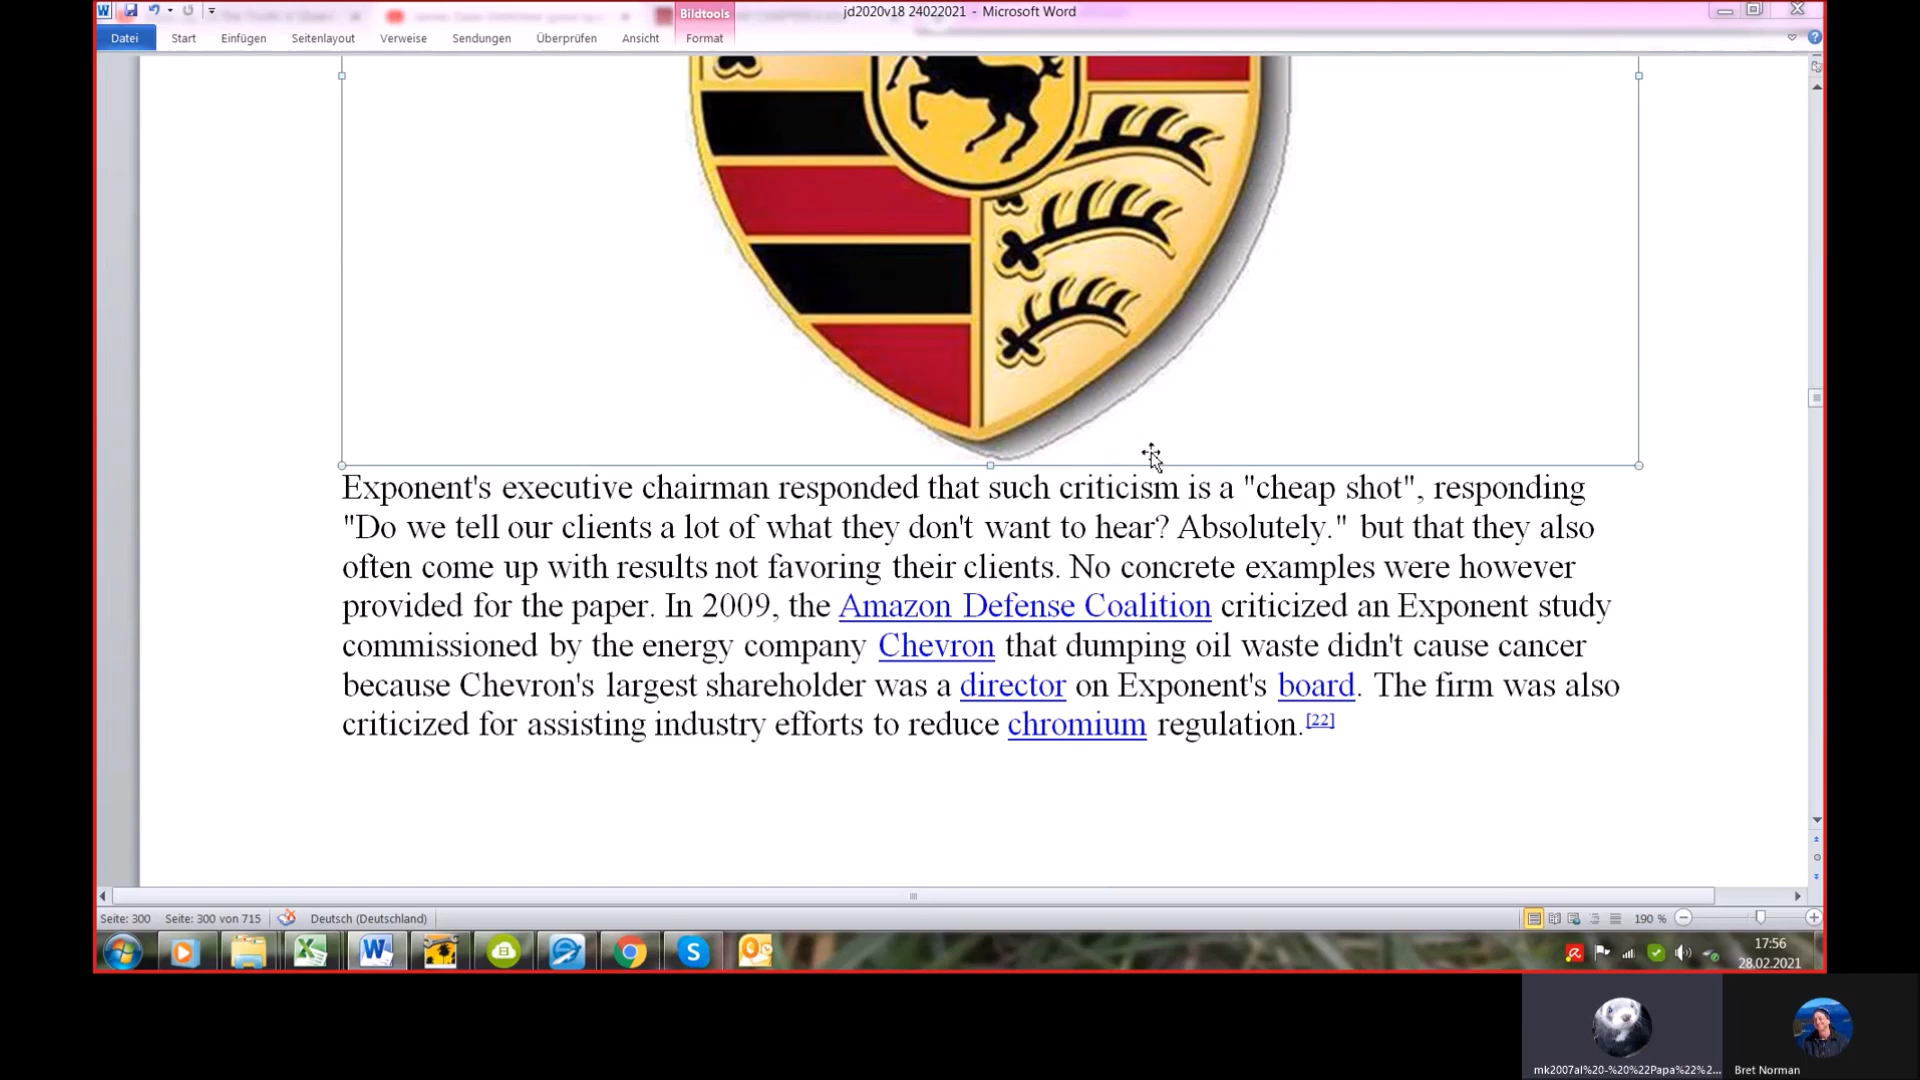 jd2020v18 24022021 - Microsoft Word
Bildtools
Datei Start Einfügen Seitenlayout Verweise Sendungen Überprüfen Ansicht Format
Exponent's executive chairman responded that such criticism is a "cheap shot", responding
"Do we tell our clients a lot of what they don't want to hear? Absolutely." but that they also
often come up with results not favoring their clients. No concrete examples were however
provided for the paper. In 2009, the Amazon Defense Coalition criticized an Exponent study
commissioned by the energy company Chevron that dumping oil waste didn't cause cancer
because Chevron's largest shareholder was a director on Exponent's board. The firm was also
criticized for assisting industry efforts to reduce chromium regulation.[22]
Seite: 300 Seite: 300 von 715 Deutsch (Deutschland) 190 %
17:56
28.02.2021
mk2007al%20-%20%22Papa%22%2... Bret Norman